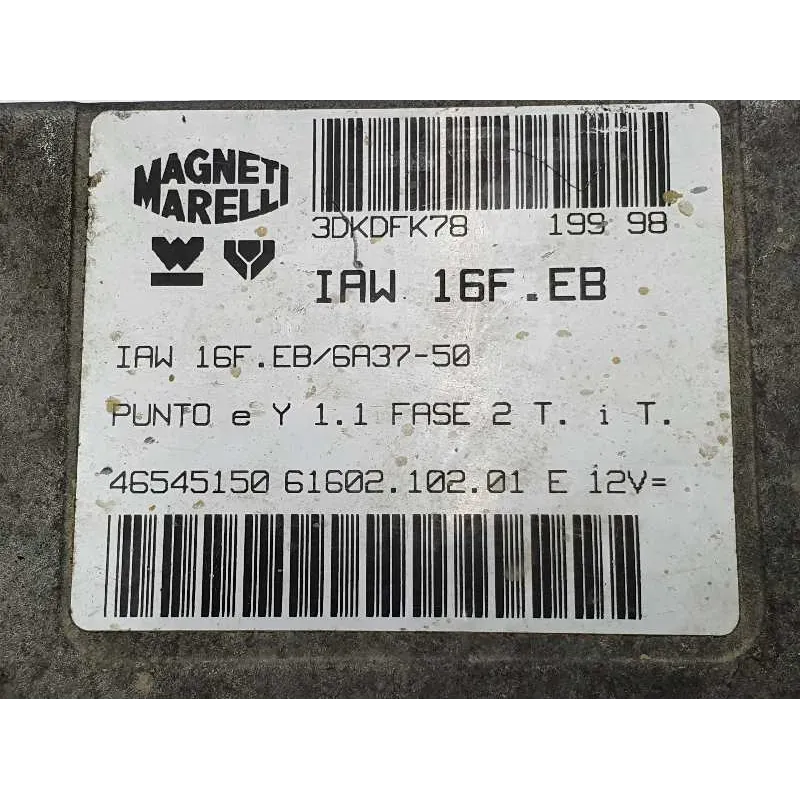 MAGNETI
MARELLI
3DKDFK78 199 98
IAW 16F.EB
IAW 16F.EB/6A37-50
PUNTO e Y 1.1 FASE 2 T. i T.
46545150 61602.102.01 E 12V=